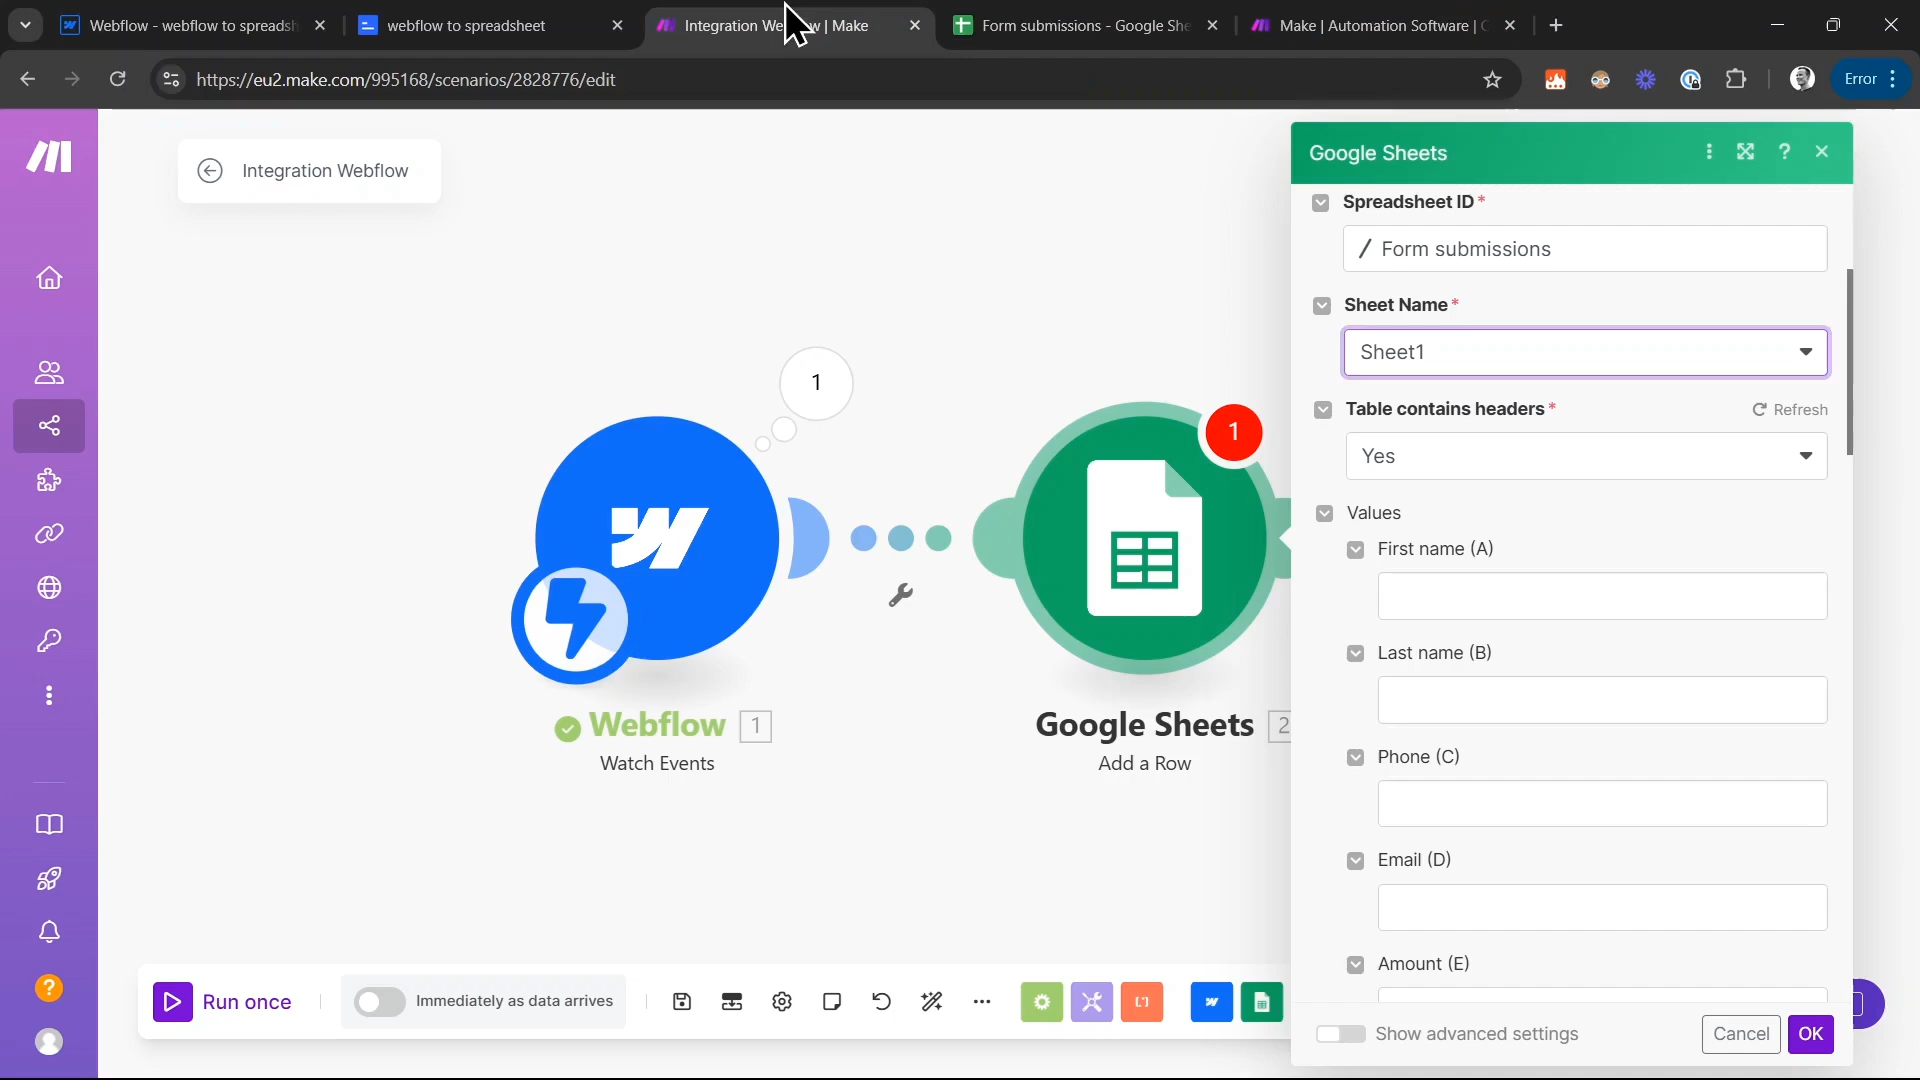 Webflow - webflow to spreadsh
webflow to spreadsheet
Integration We w | Make
Form submissions - Google She
Make | Automation Software | C
https://eu2.make.com/995168/scenarios/2828776/edit
Error
Integration Webflow
Google Sheets
Spreadsheet ID*
/ Form submissions
Sheet Name*
Sheet1
Table contains headers*
Refresh
Yes
Values
First name (A)
Last name (B)
Phone (C)
Email (D)
Amount (E)
Show advanced settings
Cancel
OK
1
1
Webflow 1
Watch Events
Google Sheets 2
Add a Row
Run once
Immediately as data arrives